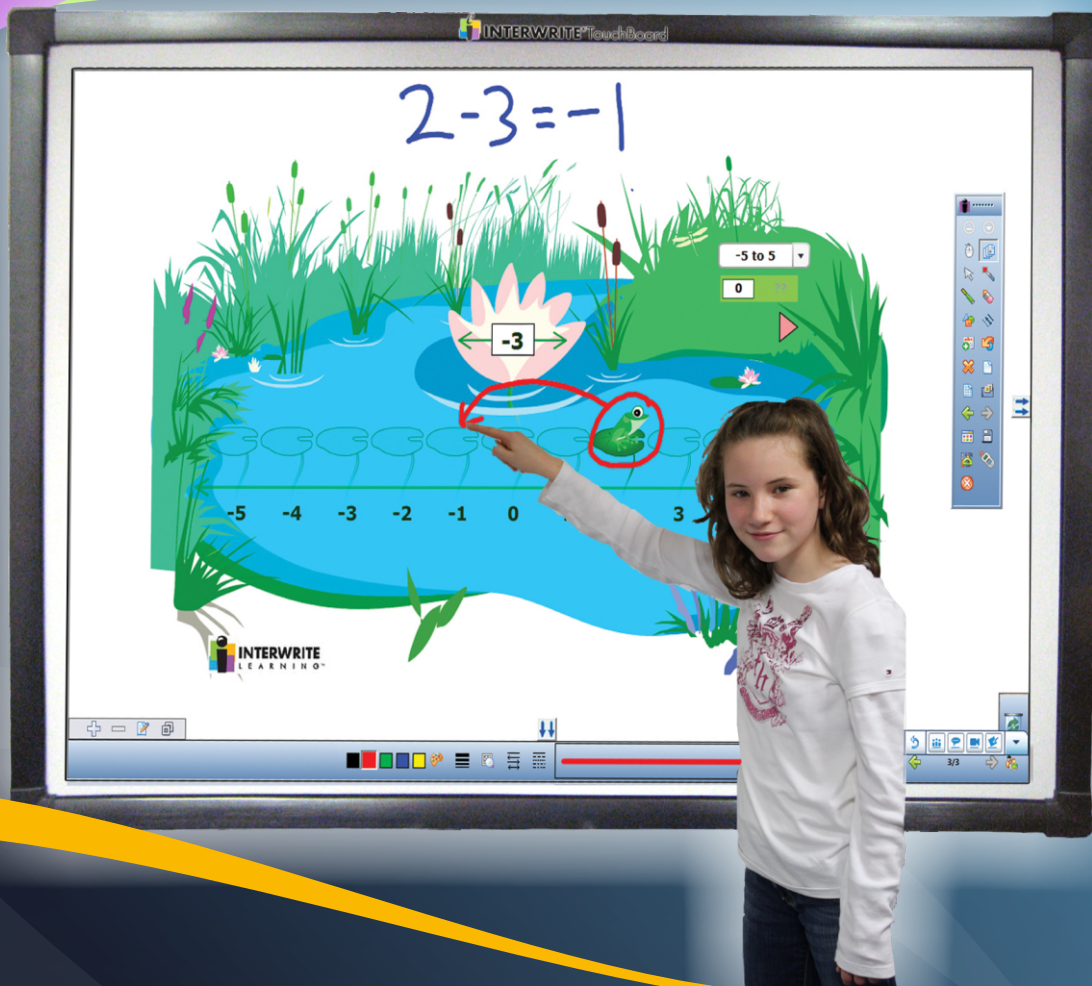 INTERWRITE TouchBoard
2-3=-1
-5 to 5
0 ??
-3
-5 -4 -3 -2 -1 0 3
INTERWRITE
LEARNING™
3/3